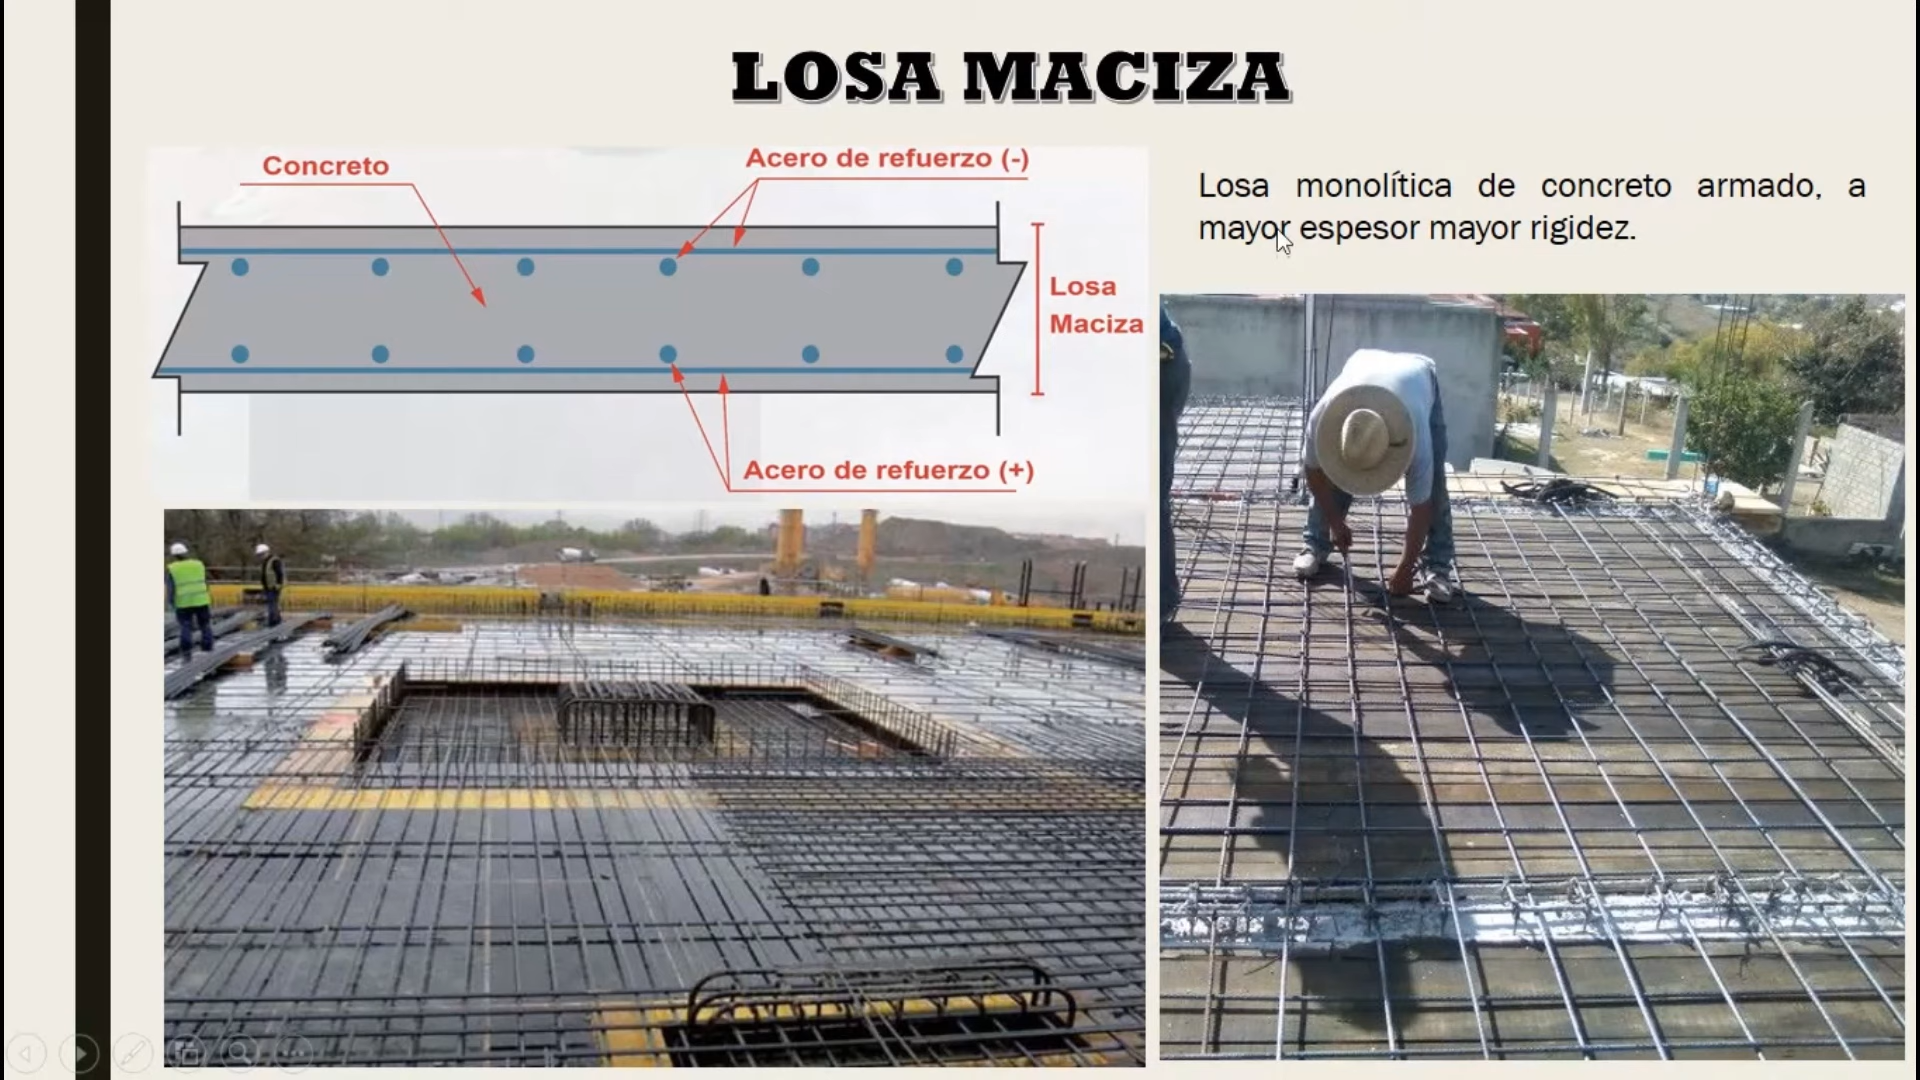 LOSA MACIZA
Concreto
Acero de refuerzo (-)
Losa
Maciza
Acero de refuerzo (+)
Losa monolítica de concreto armado, a
mayor espesor mayor rigidez.